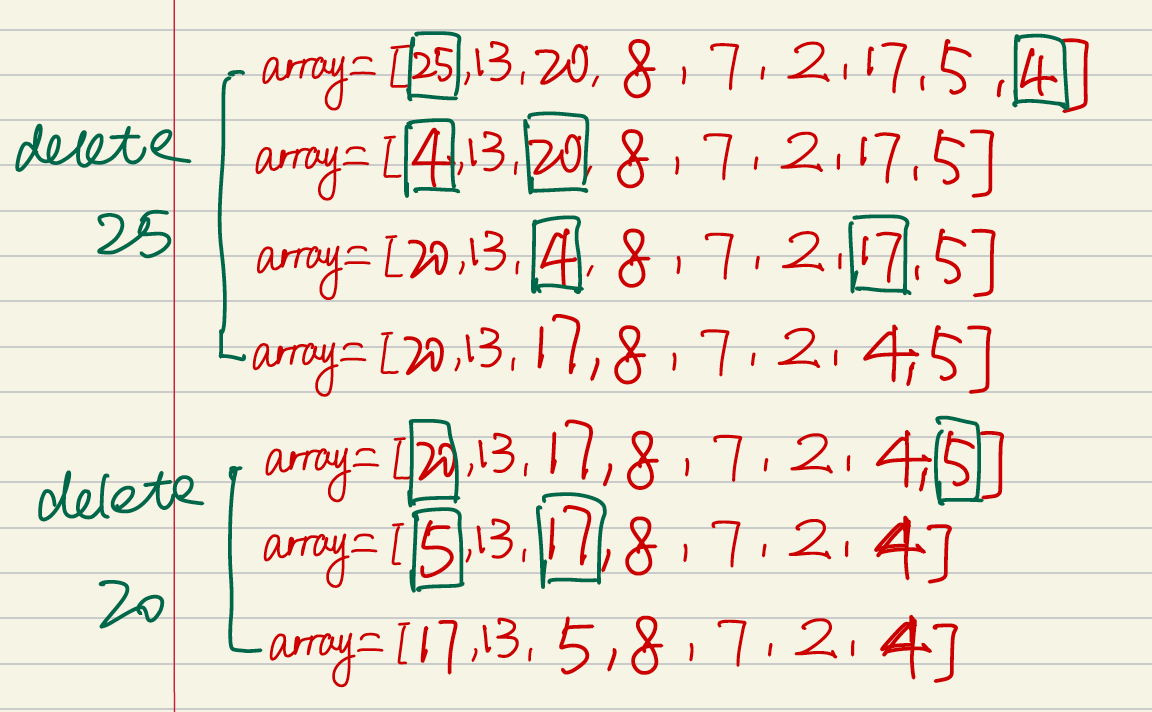 array=[25,13,20,8,7,2,17,5,4]
delete
array=[4,13,20,8,7,2,17,5]
25
array=[20,13,4,8,7,2,17,5]
array=[20,13,17,8,7,2,4,5]
array=[20,13,17,8,7,2,4,5]
delete
array=[5,13,17,8,7,2,4]
20
array=[17,13,5,8,7,2,4]